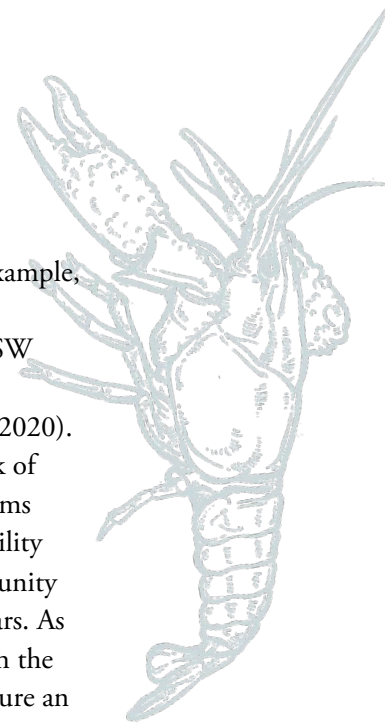 xample,
SW
2020).
k of
ms
ility
unity
ars. As
n the
ure an